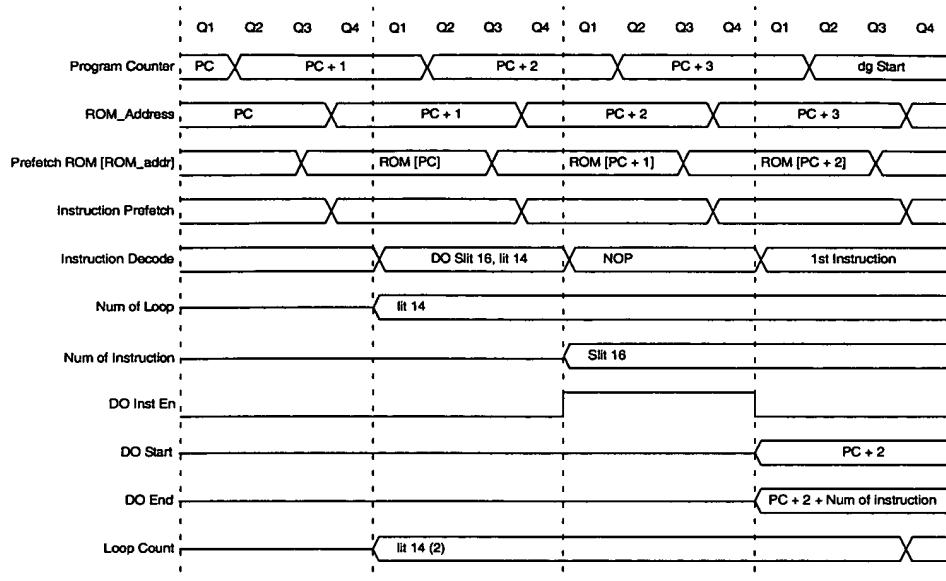 Q1 Q2 Q3 Q4 Q1 Q2 Q3 Q4 Q1 Q2 Q3 Q4 Q1 Q2 Q3 Q4
Program Counter PC PC + 1 PC + 2 PC + 3 dg Start
ROM_Address PC PC + 1 PC + 2 PC + 3
Prefetch ROM [ROM_addr] ROM [PC] ROM [PC + 1] ROM [PC + 2]
Instruction Prefetch
Instruction Decode DO Slit 16, lit 14 NOP 1st Instruction
Num of Loop lit 14
Num of Instruction Slit 16
DO Inst En
DO Start PC + 2
DO End PC + 2 + Num of instruction
Loop Count lit 14 (2)